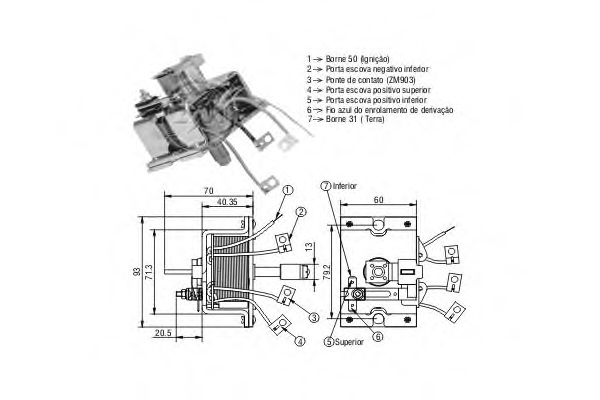 1 → Borne 50 (Ignição)
2 → Porta escova negativo inferior
3 → Ponte de contato (ZM903)
4 → Porta escova positivo superior
5 → Porta escova positivo inferior
6 → Fio azul do enrolamento de derivação
7 → Borne 31 ( Terra)
70
40.35
1
2
7 Inferior
60
93
71.3
13
79.2
20.5
3
4
5 Superior
6